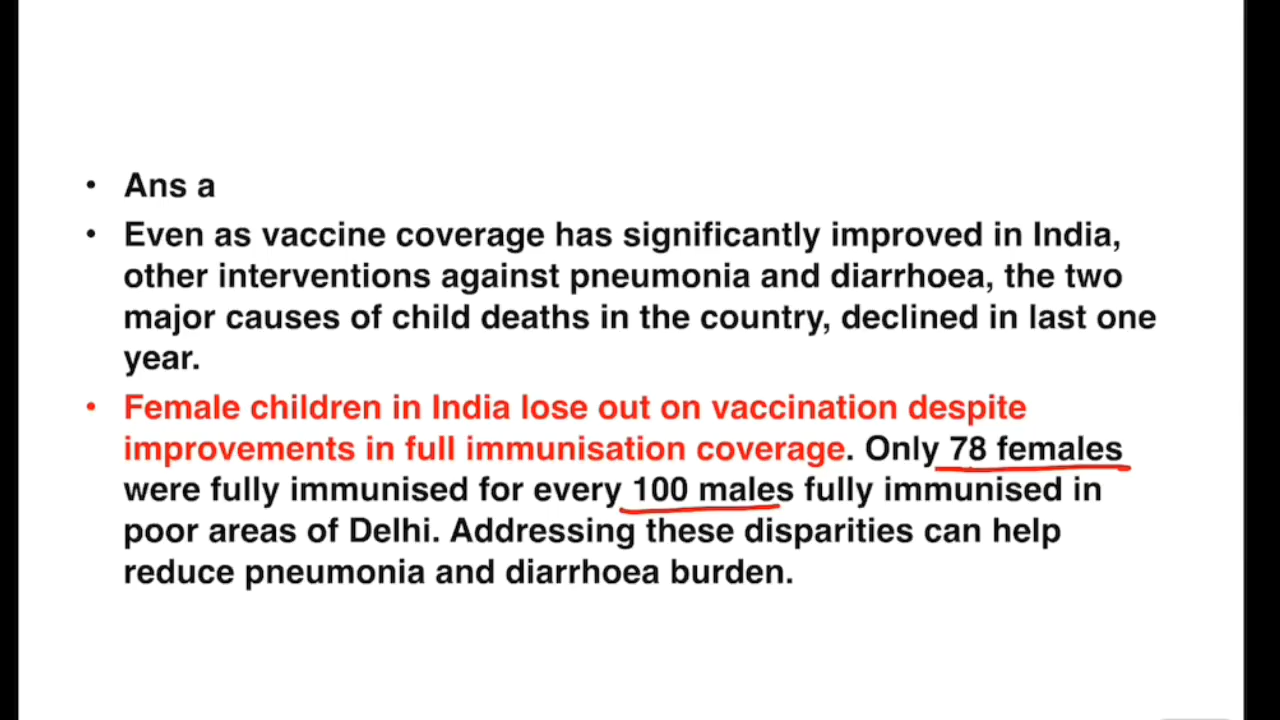 • Ans a
• Even as vaccine coverage has significantly improved in India,
other interventions against pneumonia and diarrhoea, the two
major causes of child deaths in the country, declined in last one
year.
• Female children in India lose out on vaccination despite
improvements in full immunisation coverage. Only 78 females
were fully immunised for every 100 males fully immunised in
poor areas of Delhi. Addressing these disparities can help
reduce pneumonia and diarrhoea burden.